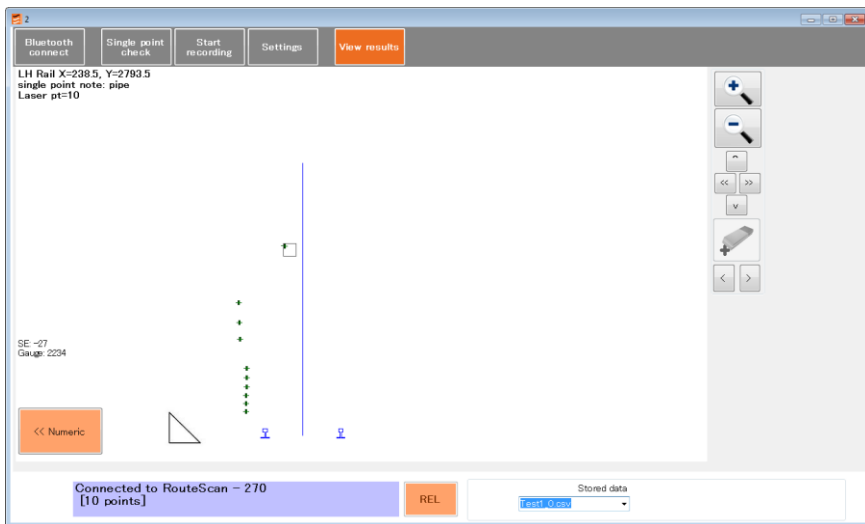 2
Bluetooth
connect
Single point
check
Start
recording
Settings
View results
LH Rail X=238.5, Y=2793.5
single point note: pipe
Laser pt=10
SE: -27
Gauge: 2234
<< Numeric
Connected to RouteScan - 270
[10 points]
REL
Stored data
Test1_0.csv
^
<< >>
v
< >